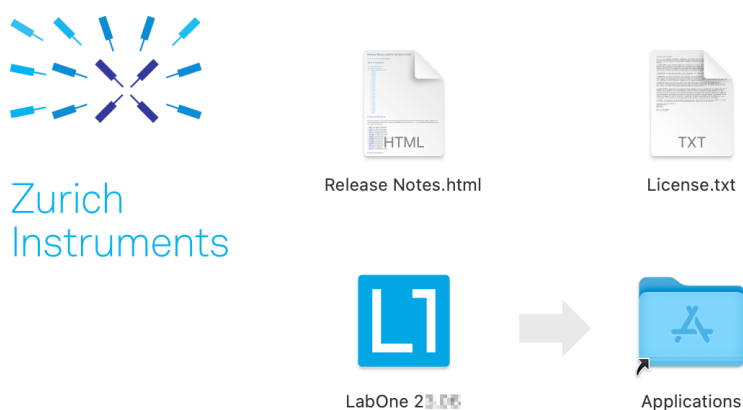 HTML
TXT
Release Notes.html
License.txt
Zurich
Instruments
L1
LabOne
Applications